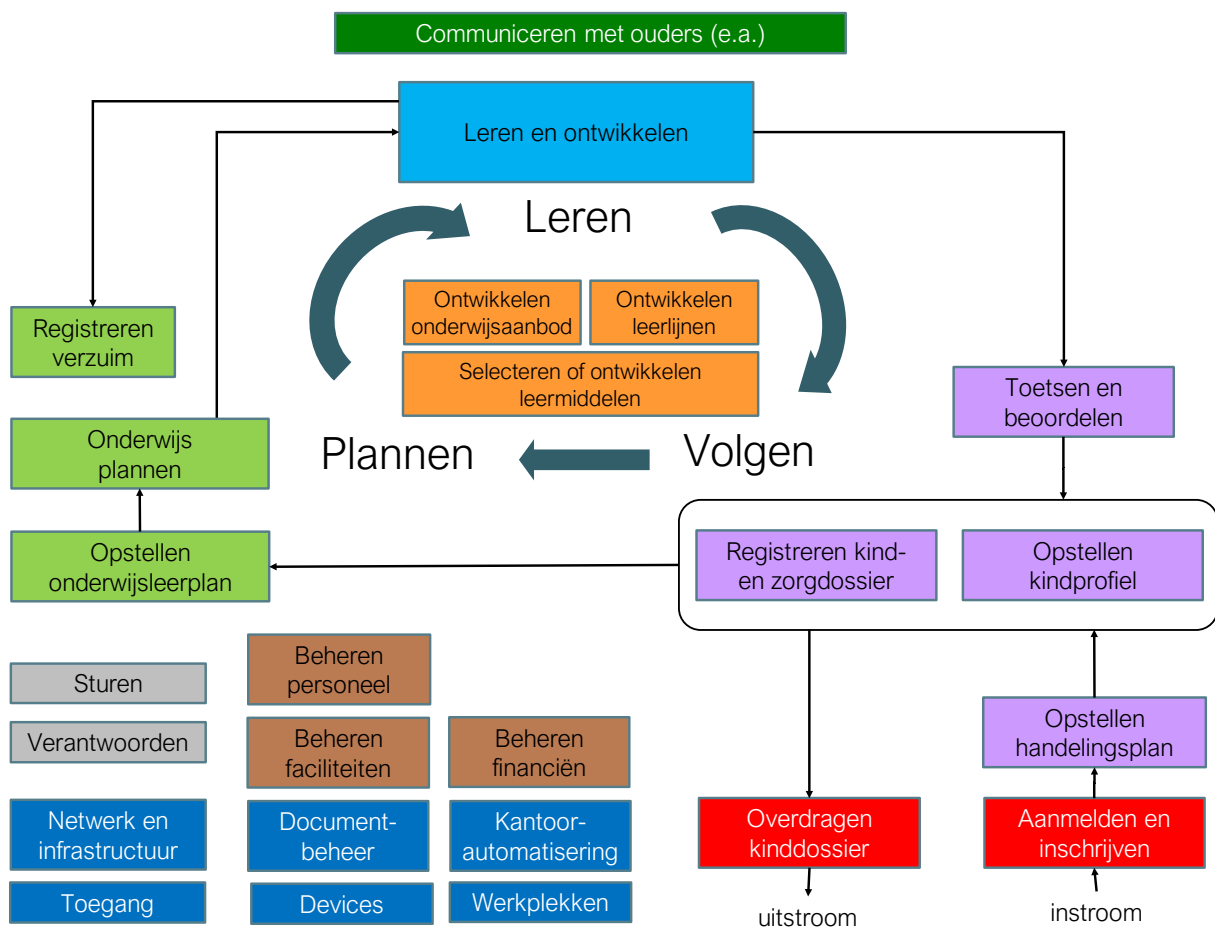 Communiceren met ouders (e.a.)
Leren en ontwikkelen
Leren
Ontwikkelen
onderwijsaanbod
Ontwikkelen
leerlijnen
Selecteren of ontwikkelen
leermiddelen
Registreren
verzuim
Toetsen en
beoordelen
Onderwijs
plannen
Plannen
Volgen
Opstellen
onderwijsleerplan
Registreren kind-
en zorgdossier
Opstellen
kindprofiel
Sturen
Beheren
personeel
Verantwoorden
Beheren
faciliteiten
Beheren
financiën
Opstellen
handelingsplan
Netwerk en
infrastructuur
Document-
beheer
Kantoor-
automatisering
Overdragen
kinddossier
Aanmelden en
inschrijven
Toegang
Devices
Werkplekken
uitstroom
instroom